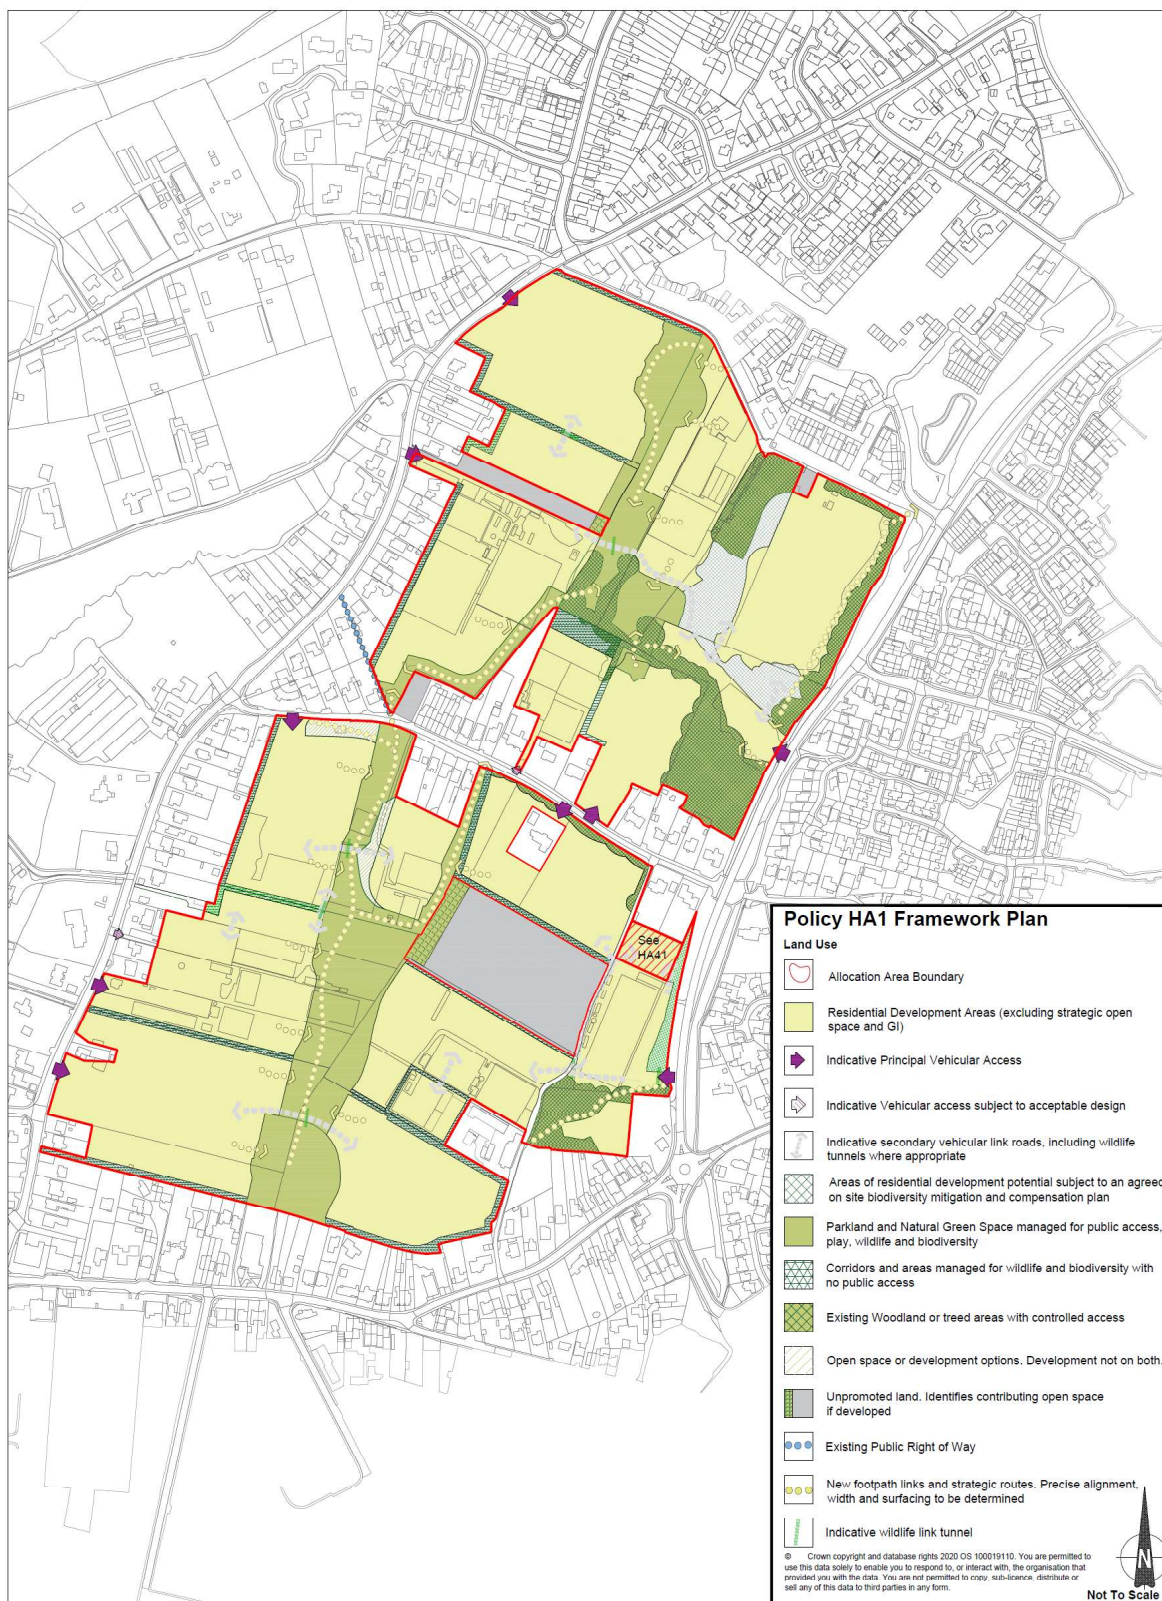 See
HA41
Policy HA1 Framework Plan
Land Use
Allocation Area Boundary
Residential Development Areas (excluding strategic open
space and GI)
Indicative Principal Vehicular Access
Indicative Vehicular access subject to acceptable design
Indicative secondary vehicular link roads, including wildlife
tunnels where appropriate
Areas of residential development potential subject to an agreed
on site biodiversity mitigation and compensation plan
Parkland and Natural Green Space managed for public access,
play, wildlife and biodiversity
Corridors and areas managed for wildlife and biodiversity with
no public access
Existing Woodland or treed areas with controlled access
Open space or development options. Development not on both.
Unpromoted land. Identifies contributing open space
if developed
Existing Public Right of Way
New footpath links and strategic routes. Precise alignment,
width and surfacing to be determined
Indicative wildlife link tunnel
© Crown copyright and database rights 2020 OS 100019110. You are permitted to
use this data solely to enable you to respond to, or interact with, the organisation that
provided you with the data. You are not permitted to copy, sub-licence, distribute or
sell any of this data to third parties in any form.
N
Not To Scale